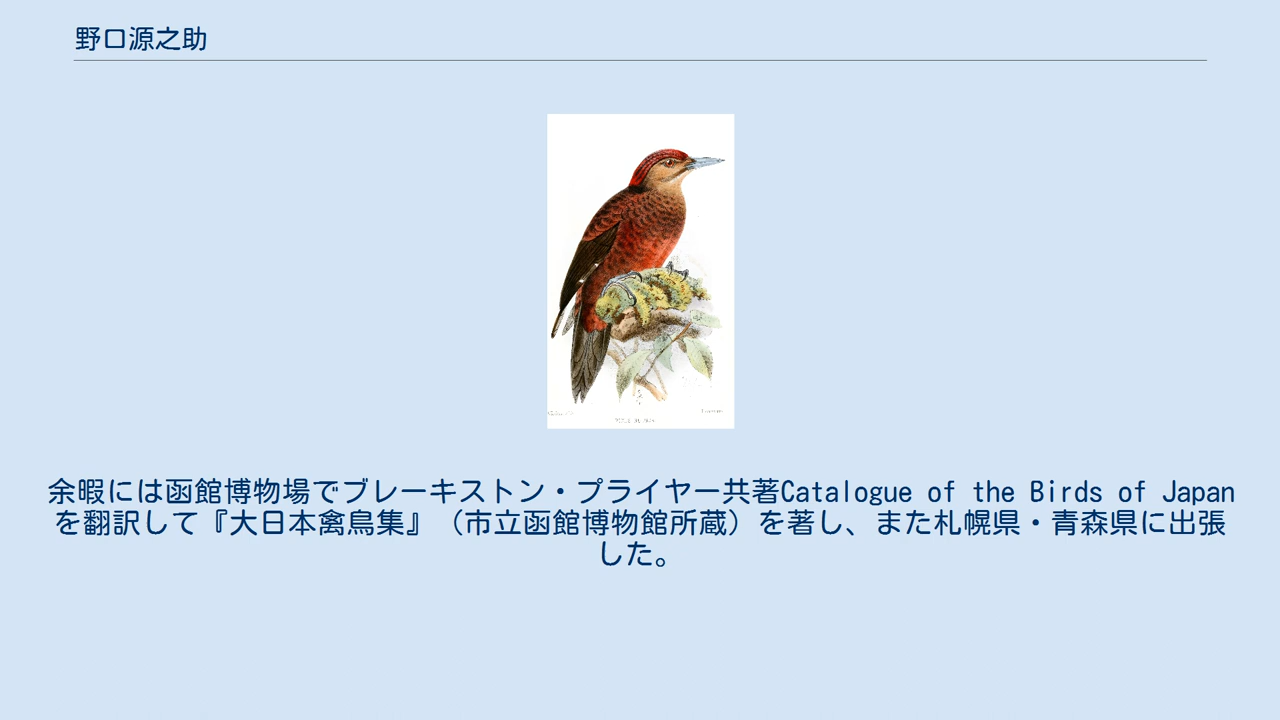 野口源之助
余暇には函館博物場でブレーキストン・プライヤー共著Catalogue of the Birds of Japan
を翻訳して『大日本禽鳥集』（市立函館博物館所蔵）を著し、また札幌県・青森県に出張
した。